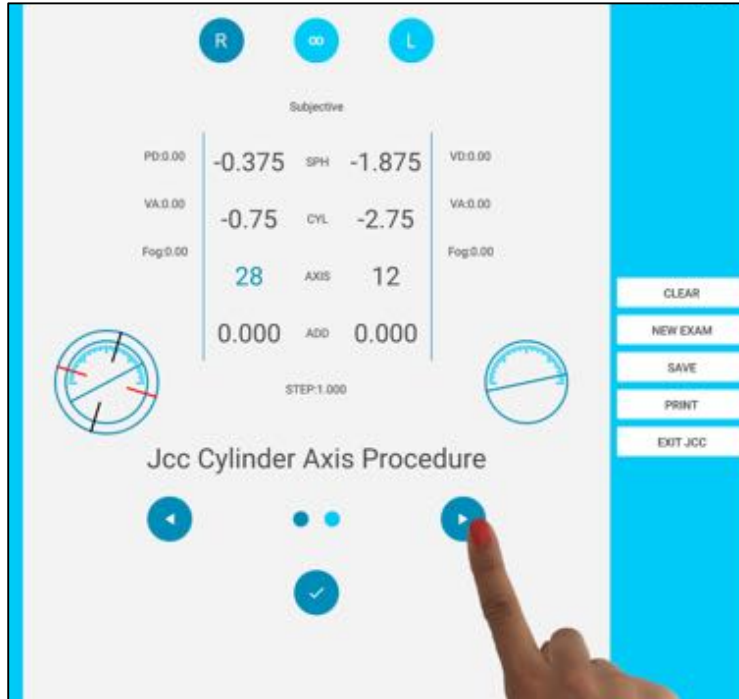 R ∞ L
Subjective
PD:0.00 -0.375 SPH -1.875 VD:0.00
VA:0.00 -0.75 CYL -2.75 VA:0.00
Fog:0.00 28 AXIS 12 Fog:0.00
0.000 ADD 0.000
STEP:1.000
Jcc Cylinder Axis Procedure
CLEAR
NEW EXAM
SAVE
PRINT
EXIT JCC